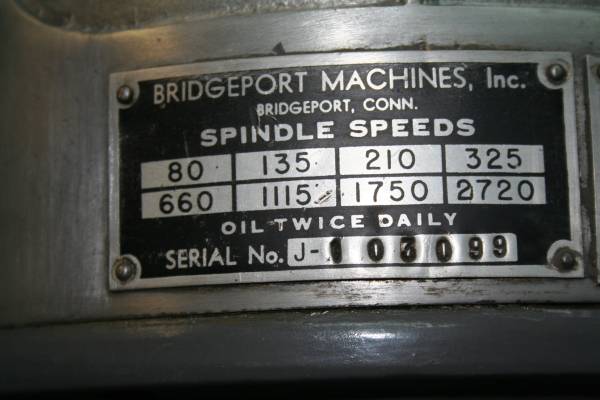 BRIDGEPORT MACHINES, Inc.
BRIDGEPORT, CONN.
SPINDLE SPEEDS
80 135 210 325
660 1115 1750 2720
OIL TWICE DAILY
SERIAL No. J-103099